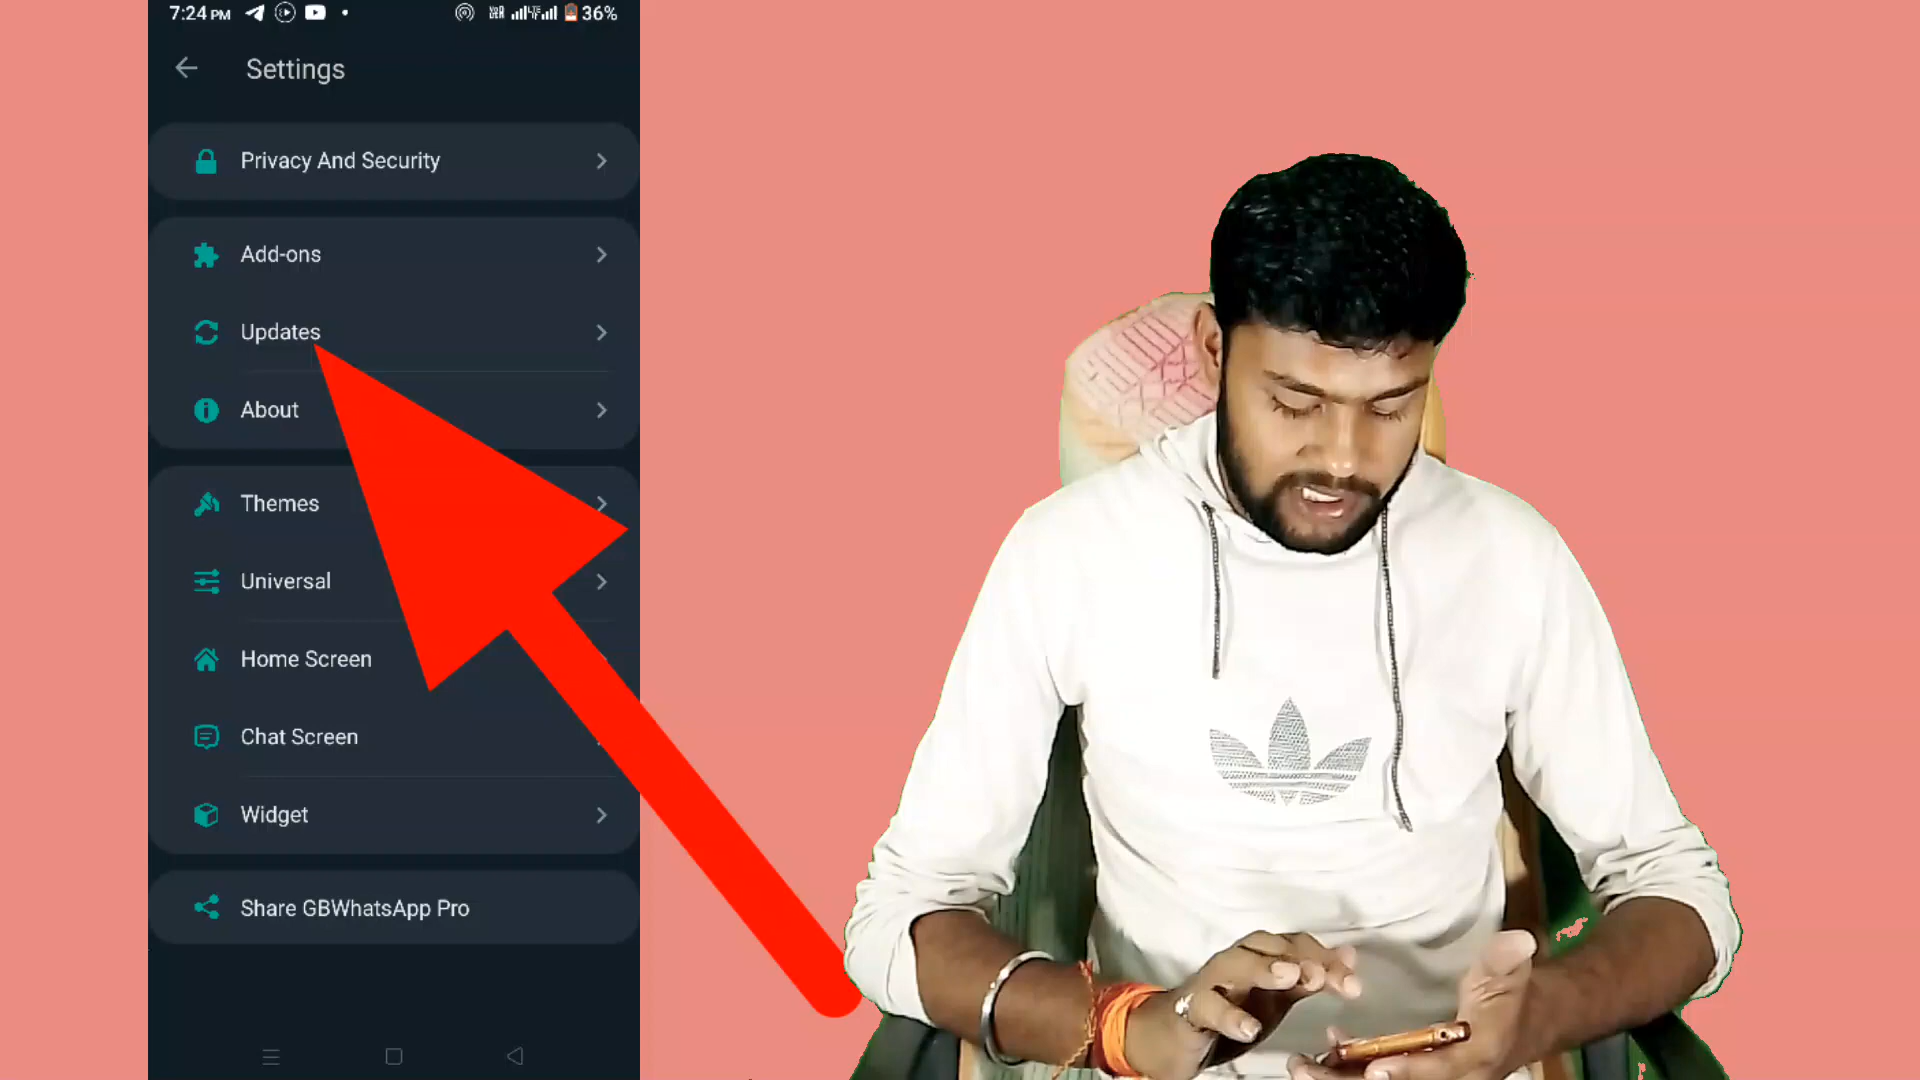 7:24 PM 36%
Settings
Privacy And Security
Add-ons
Updates
About
Themes
Universal
Home Screen
Chat Screen
Widget
Share GBWhatsApp Pro